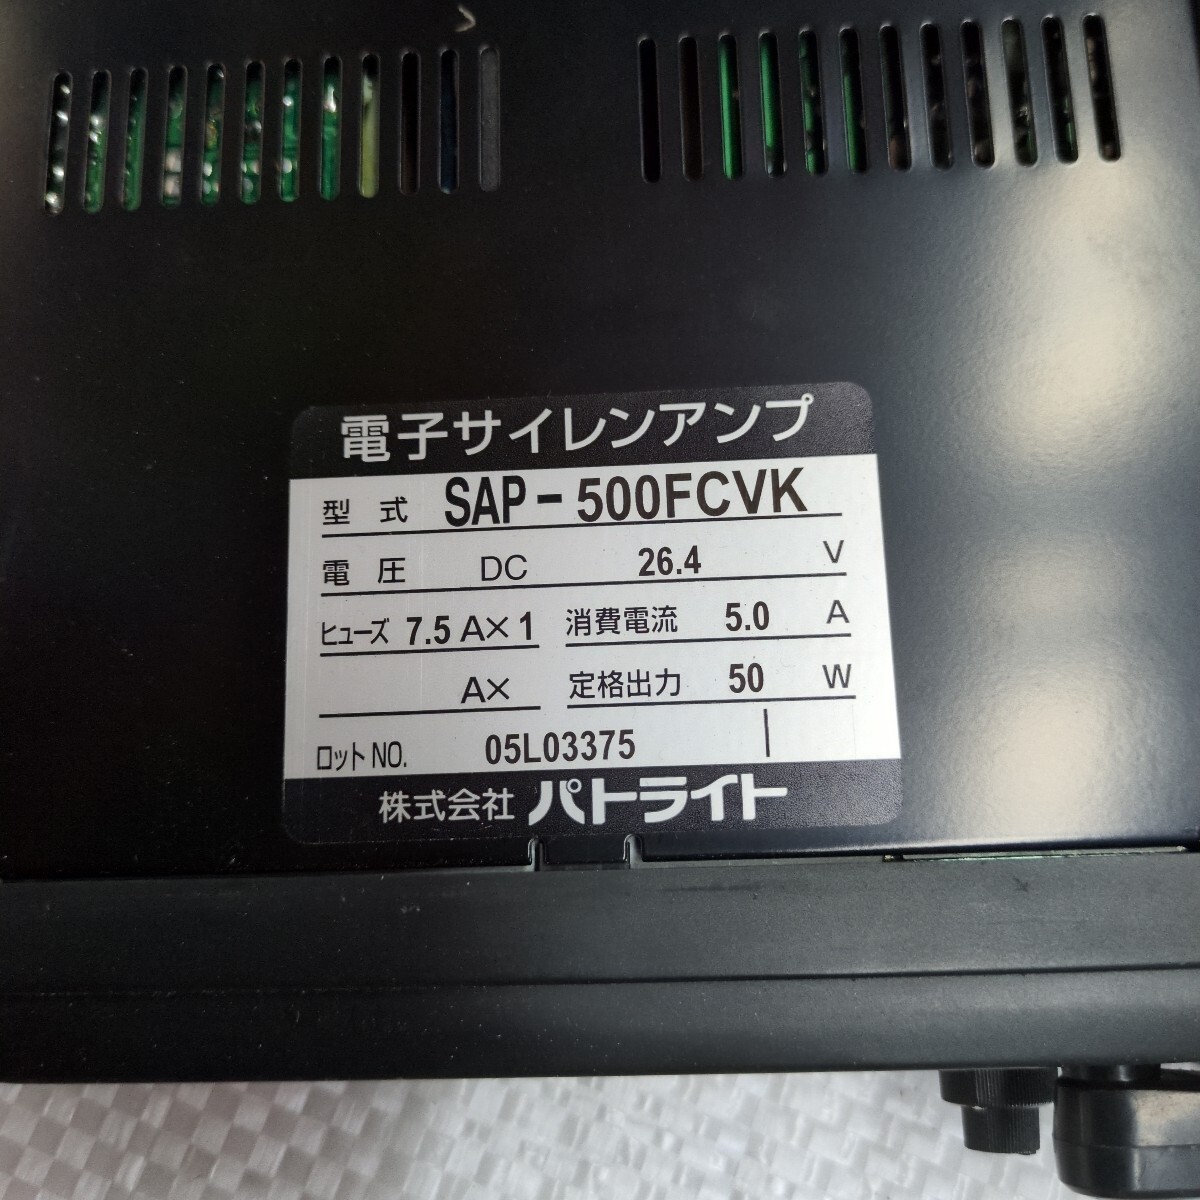 電子サイレンアンプ
型式 SAP-500FCVK
電圧 DC 26.4 V
ヒューズ 7.5 A×1 消費電流 5.0 A
A× 定格出力 50 W
ロットNO. 05L03375
株式会社 パトライト